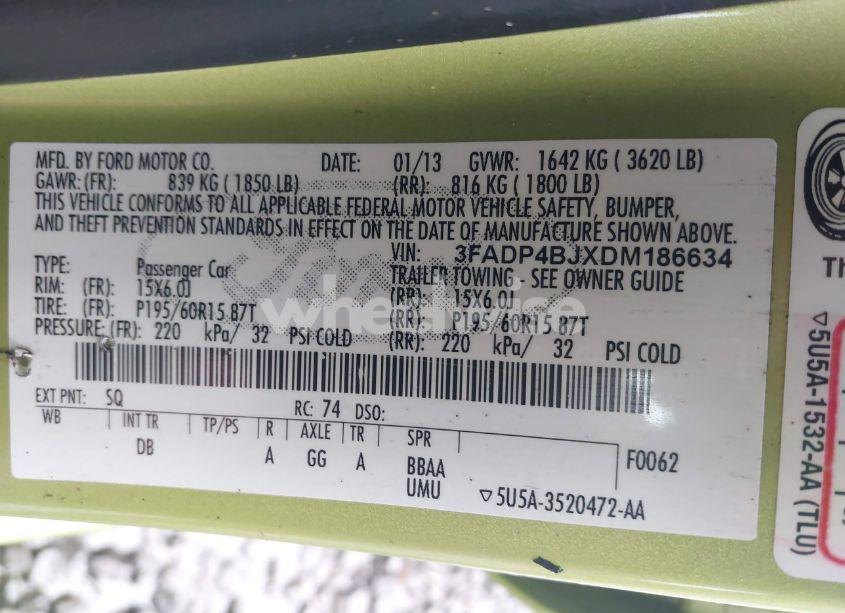 MFD. BY FORD MOTOR CO. DATE: 01/13 GVWR: 1642 KG ( 3620 LB)
GAWR: (FR): 839 KG ( 1850 LB) (RR): 816 KG ( 1800 LB)
THIS VEHICLE CONFORMS TO ALL APPLICABLE FEDERAL MOTOR VEHICLE SAFETY, BUMPER,
AND THEFT PREVENTION STANDARDS IN EFFECT ON THE DATE OF MANUFACTURE SHOWN ABOVE.
VIN: 3FADP4BJXDM186634
TYPE: Passenger Car TRAILER TOWING - SEE OWNER GUIDE
RIM: (FR): 15X6.0J (RR): 15X6.0J
TIRE: (FR): P195/60R15 87T (RR): P195/60R15 87T
PRESSURE: (FR): 220 kPa/ 32 PSI COLD (RR): 220 kPa/ 32 PSI COLD
EXT PNT: SQ RC: 74 DSO:
WB INT TR TP/PS R AXLE TR SPR
DB A GG A BBAA F0062
UMU ▽5U5A-3520472-AA
▽5U5A-1532-AA (TLU)
TH